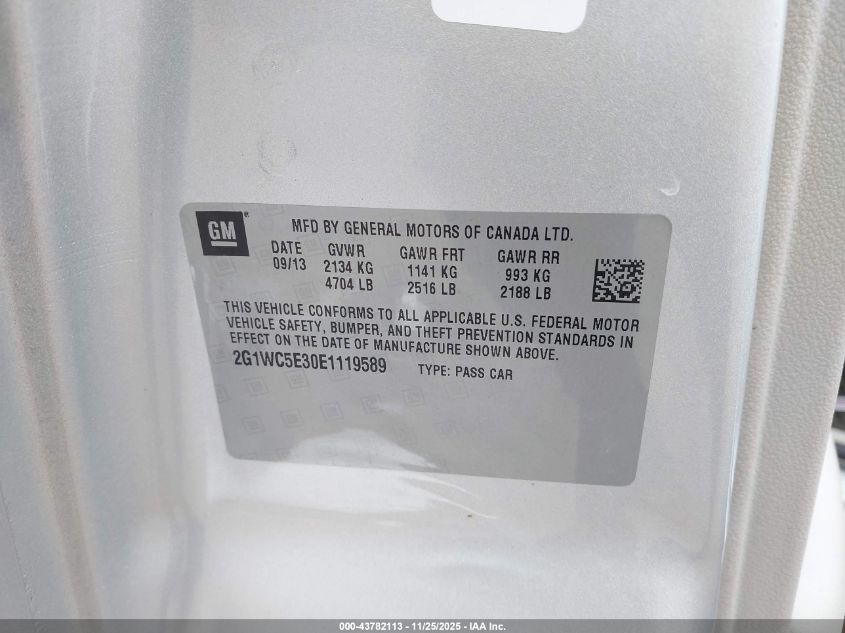 GM
®
MFD BY GENERAL MOTORS OF CANADA LTD.
DATE GVWR GAWR FRT GAWR RR
09/13 2134 KG 1141 KG 993 KG
4704 LB 2516 LB 2188 LB
THIS VEHICLE CONFORMS TO ALL APPLICABLE U.S. FEDERAL MOTOR
VEHICLE SAFETY, BUMPER, AND THEFT PREVENTION STANDARDS IN
EFFECT ON THE DATE OF MANUFACTURE SHOWN ABOVE.
2G1WC5E30E1119589 TYPE: PASS CAR
000-43782113 - 11/25/2025 - IAA Inc.